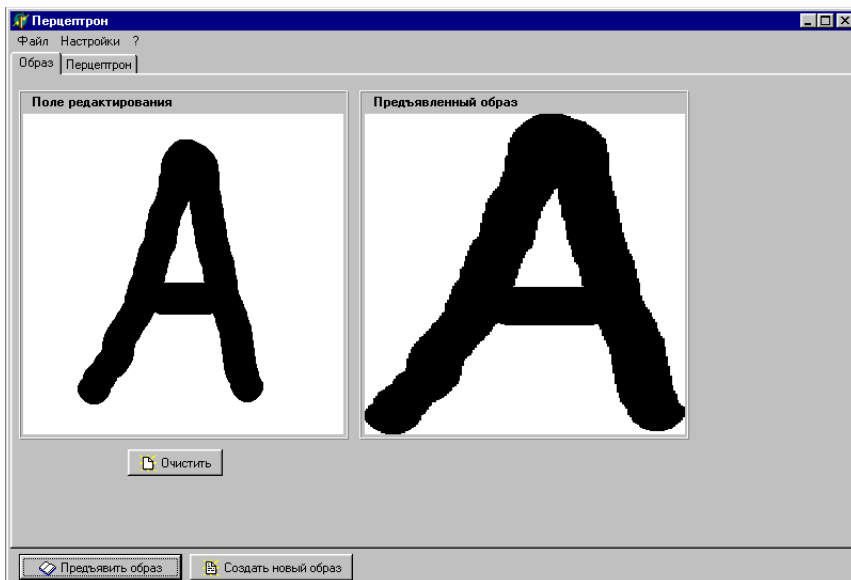 Перцептрон
Файл Настройки ?
Образ Перцептрон
Поле редактирования Предъявленный образ
А А
Очистить
Предъявить образ Создать новый образ